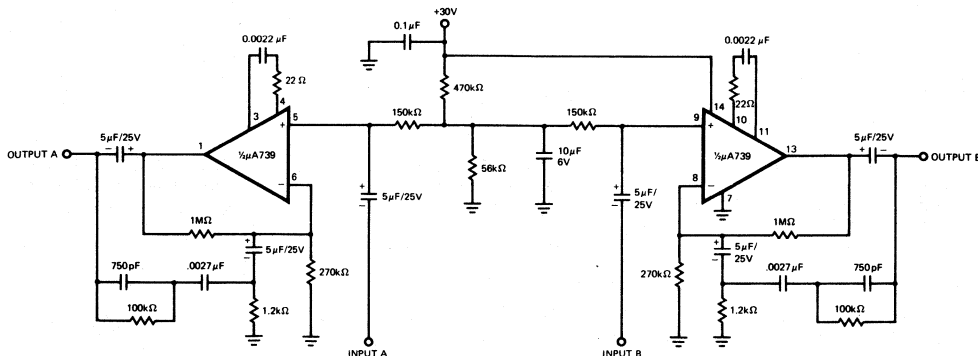 +30V
0.1µF
0.0022 µF
22 Ω
3
4
470kΩ
0.0022 µF
22Ω
14
10
11
5µF/25V
− +
OUTPUT A
1
½µA739
+
5
−
6
150kΩ
150kΩ
9
+
½µA739
13
8
−
7
5µF/25V
+ −
OUTPUT B
+
−
5µF/25V
56kΩ
10µF
6V
+
−
5µF/
25V
1MΩ
+
−
5µF/25V
270kΩ
750pF
.0027µF
100kΩ
1.2kΩ
1MΩ
+
−
5µF/
25V
270kΩ
.0027µF
750pF
1.2kΩ
100kΩ
INPUT A
INPUT B